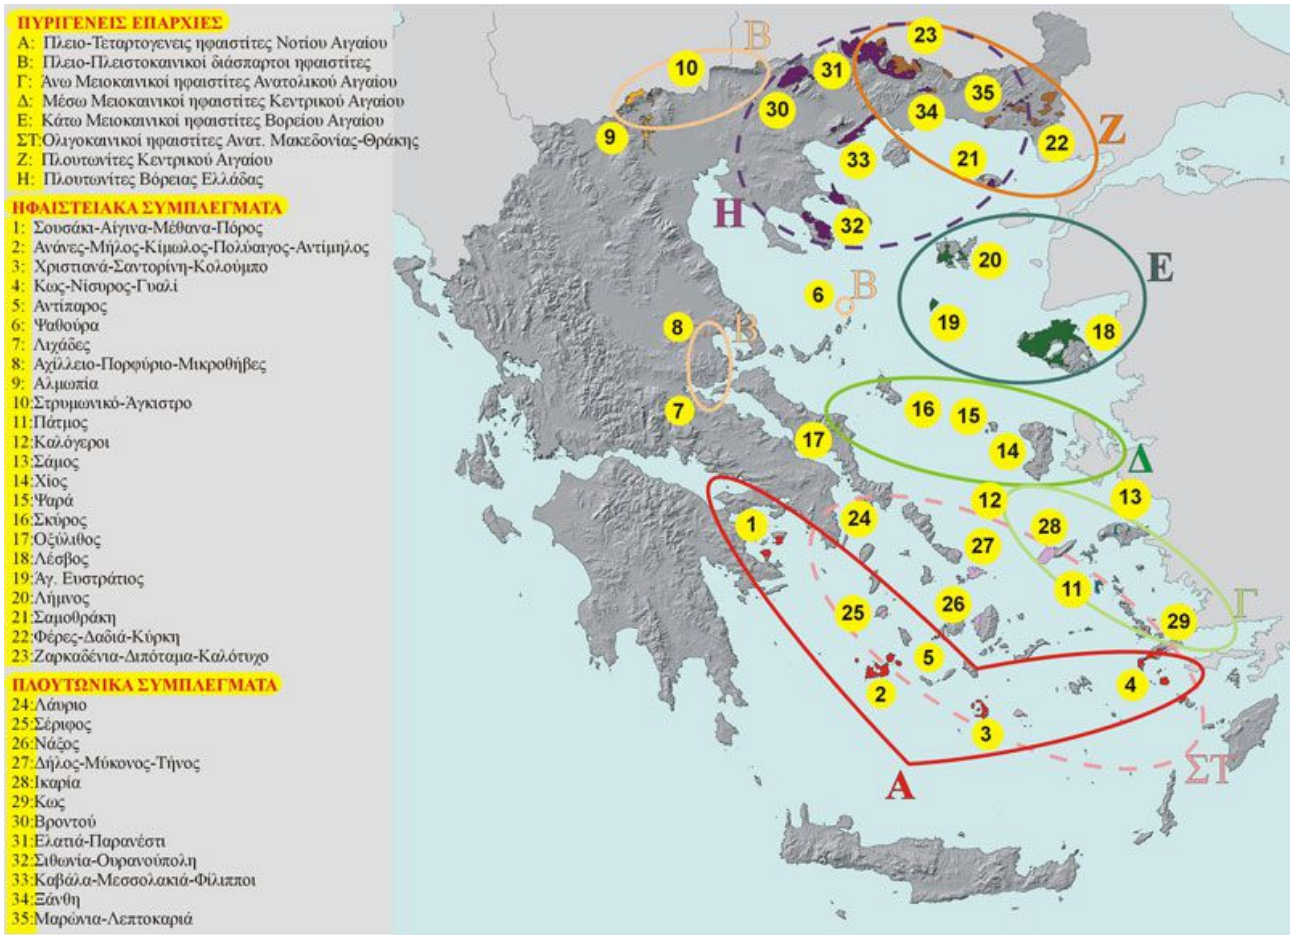 ΠΥΡΙΓΕΝΕΙΣ ΕΠΑΡΧΙΕΣ
Α: Πλειο-Τεταρτογενεις ηφαιστίτες Νοτίου Αιγαίου
Β: Πλειο-Πλειστοκαινικοί διάσπαρτοι ηφαιστίτες
Γ: Άνω Μειοκαινικοί ηφαιστίτες Ανατολικού Αιγαίου
Δ: Μέσω Μειοκαινικοί ηφαιστίτες Κεντρικού Αιγαίου
Ε: Κάτω Μειοκαινικοί ηφαιστίτες Βορείου Αιγαίου
ΣΤ:Ολιγοκαινικοί ηφαιστίτες Ανατ. Μακεδονίας-Θράκης
Ζ: Πλουτωνίτες Κεντρικού Αιγαίου
Η: Πλουτωνίτες Βόρειας Ελλάδας
ΗΦΑΙΣΤΕΙΑΚΑ ΣΥΜΠΛΕΓΜΑΤΑ
1: Σουσάκι-Αίγινα-Μέθανα-Πόρος
2: Ανάνες-Μήλος-Κίμωλος-Πολύαιγος-Αντίμηλος
3: Χριστιανά-Σαντορίνη-Κολούμπο
4: Κως-Νίσυρος-Γυαλί
5: Αντίπαρος
6: Ψαθούρα
7: Λιχάδες
8: Αχίλλειο-Πορφύριο-Μικροθήβες
9: Αλμωπία
10:Στρυμωνικό-Άγκιστρο
11:Πάτμος
12:Καλόγεροι
13:Σάμος
14:Χίος
15:Ψαρά
16:Σκύρος
17:Οξύλιθος
18:Λέσβος
19:Άγ. Ευστράτιος
20:Λήμνος
21:Σαμοθράκη
22:Φέρες-Δαδιά-Κύρκη
23:Ζαρκαδένια-Διπόταμα-Καλότυχο
ΠΛΟΥΤΩΝΙΚΑ ΣΥΜΠΛΕΓΜΑΤΑ
24:Λάυριο
25:Σέριφος
26:Νάξος
27:Δήλος-Μύκονος-Τήνος
28:Ικαρία
29:Κως
30:Βροντού
31:Ελατιά-Παρανέστι
32:Σιθωνία-Ουρανούπολη
33:Καβάλα-Μεσσολακιά-Φίλιπποι
34:Ξάνθη
35:Μαρώνια-Λεπτοκαριά
Β 23
10 31
30 34 35 Ζ
9 33 21 22
Η 32
20 Ε
6 Β
8 Β 19 18
7 16 15
17 14 Δ
12 13
1 24 28
27
11 Γ
25 26 29
5
2 4
3
Α ΣΤ